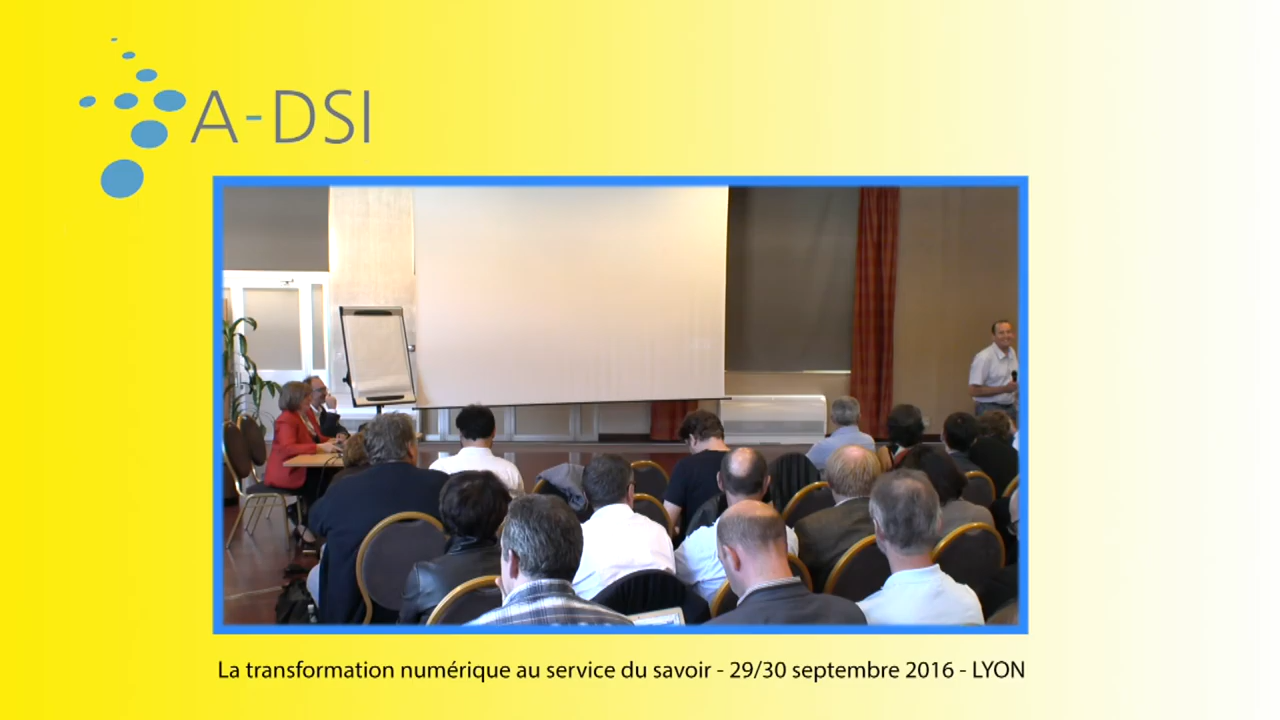 A-DSI
La transformation numérique au service du savoir - 29/30 septembre 2016 - LYON